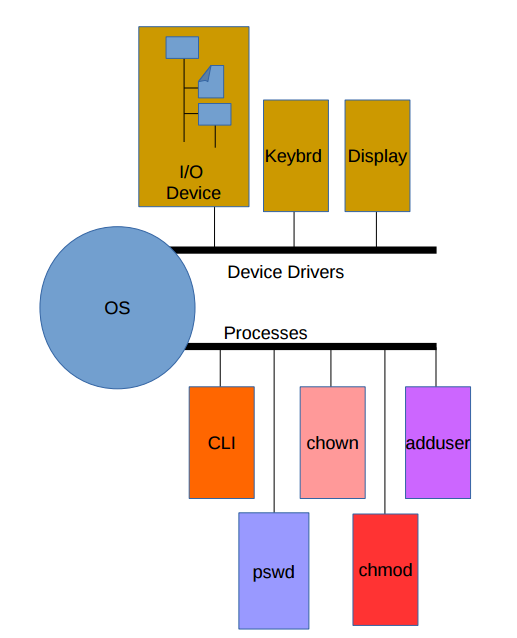 I/O
Device
Keybrd
Display
Device Drivers
OS
Processes
CLI
chown
adduser
pswd
chmod